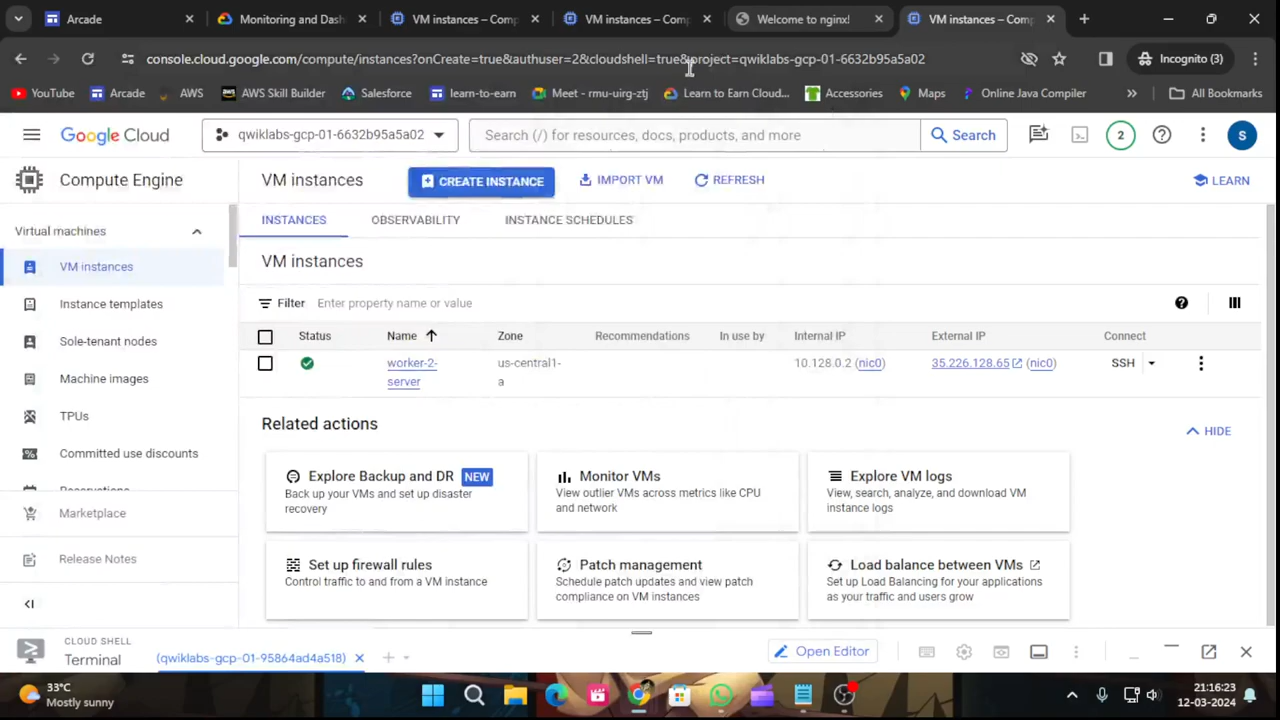 Arcade
Monitoring and Dash
VM instances – Comp
VM instances – Comp
Welcome to nginx!
VM instances – Comp
console.cloud.google.com/compute/instances?onCreate=true&authuser=2&cloudshell=true&project=qwiklabs-gcp-01-6632b95a5a02
Incognito (3)
YouTube
Arcade
AWS
AWS Skill Builder
Salesforce
learn-to-earn
Meet - rmu-uirg-ztj
Learn to Earn Cloud...
Accessories
Maps
Online Java Compiler
All Bookmarks
Google Cloud
qwiklabs-gcp-01-6632b95a5a02
Search (/) for resources, docs, products, and more
Search
2
S
Compute Engine
VM instances
CREATE INSTANCE
IMPORT VM
REFRESH
LEARN
Virtual machines
VM instances
Instance templates
Sole-tenant nodes
Machine images
TPUs
Committed use discounts
Reservations
Marketplace
Release Notes
INSTANCES
OBSERVABILITY
INSTANCE SCHEDULES
VM instances
Filter
Enter property name or value
Status
Name
Zone
Recommendations
In use by
Internal IP
External IP
Connect
worker-2-
server
us-central1-
a
10.128.0.2 (nic0)
35.226.128.65 (nic0)
SSH
Related actions
HIDE
Explore Backup and DR NEW
Back up your VMs and set up disaster
recovery
Monitor VMs
View outlier VMs across metrics like CPU
and network
Explore VM logs
View, search, analyze, and download VM
instance logs
Set up firewall rules
Control traffic to and from a VM instance
Patch management
Schedule patch updates and view patch
compliance on VM instances
Load balance between VMs
Set up Load Balancing for your applications
as your traffic and users grow
CLOUD SHELL
Terminal
(qwiklabs-gcp-01-95864ad4a518)
Open Editor
33°C
Mostly sunny
21:16:23
12-03-2024